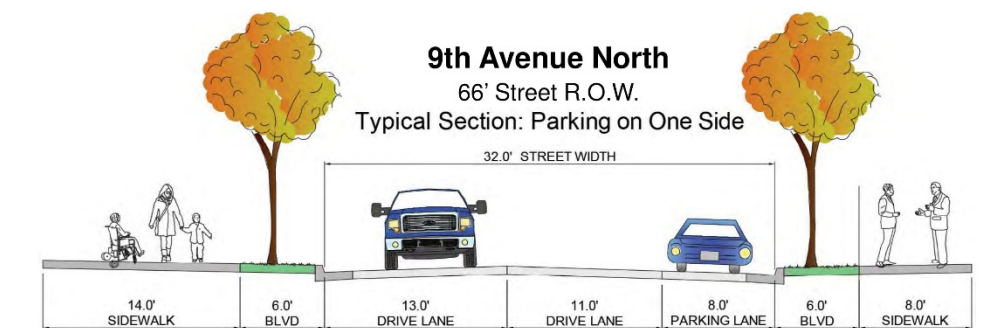 9th Avenue North
66' Street R.O.W.
Typical Section: Parking on One Side
32.0' STREET WIDTH
14.0'
SIDEWALK
6.0'
BLVD
13.0'
DRIVE LANE
11.0'
DRIVE LANE
8.0'
PARKING LANE
6.0'
BLVD
8.0'
SIDEWALK